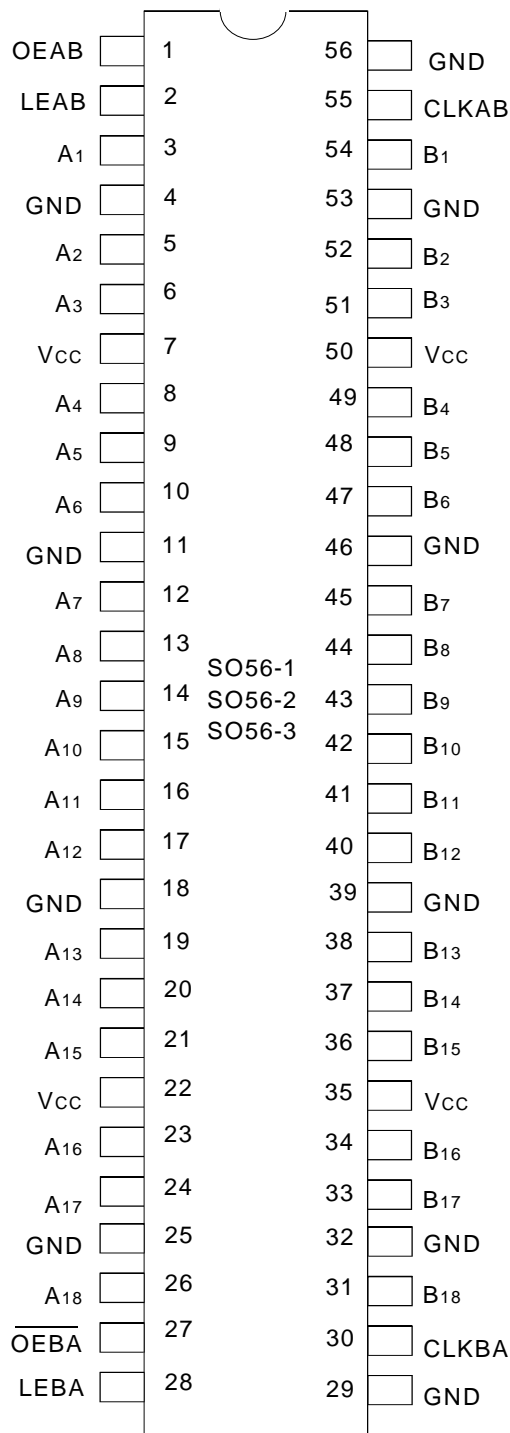 OEAB 1 56 GND
LEAB 2 55 CLKAB
A1 3 54 B1
GND 4 53 GND
A2 5 52 B2
A3 6 51 B3
VCC 7 50 VCC
A4 8 49 B4
A5 9 48 B5
A6 10 47 B6
GND 11 46 GND
A7 12 45 B7
A8 13 44 B8
SO56-1
A9 14 43 B9
SO56-2
SO56-3
A10 15 42 B10
A11 16 41 B11
A12 17 40 B12
GND 18 39 GND
A13 19 38 B13
A14 20 37 B14
A15 21 36 B15
VCC 22 35 VCC
A16 23 34 B16
A17 24 33 B17
GND 25 32 GND
A18 26 31 B18
O̅E̅B̅A̅ 27 30 CLKBA
LEBA 28 29 GND